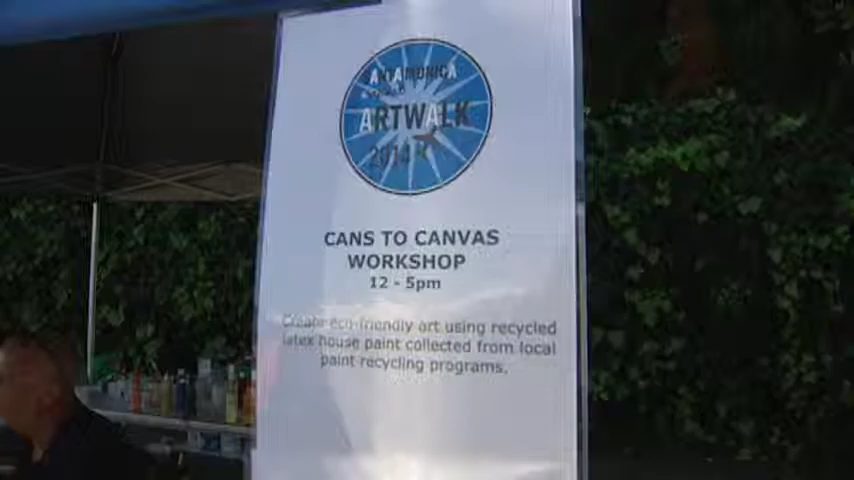 SANTA MONICA
ARTWALK
2014
CANS TO CANVAS
WORKSHOP
12 - 5pm
Create eco-friendly art using recycled
latex house paint collected from local
paint recycling programs.